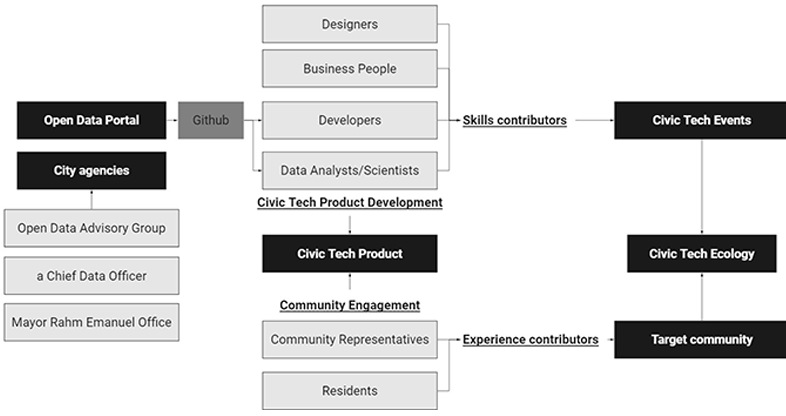 Designers
Business People
Open Data Portal
Github
Developers
Skills contributors
Civic Tech Events
City agencies
Data Analysts/Scientists
Civic Tech Product Development
Open Data Advisory Group
Civic Tech Product
Civic Tech Ecology
a Chief Data Officer
Community Engagement
Mayor Rahm Emanuel Office
Community Representatives
Experience contributors
Target community
Residents